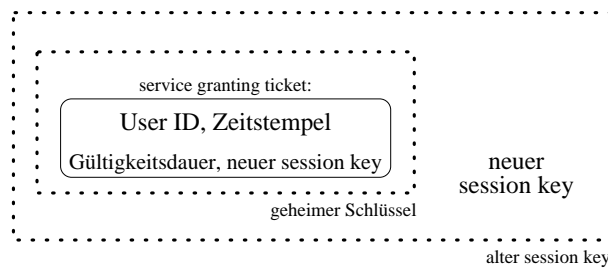 service granting ticket:
User ID, Zeitstempel
Gültigkeitsdauer, neuer session key
neuer
session key
geheimer Schlüssel
alter session key